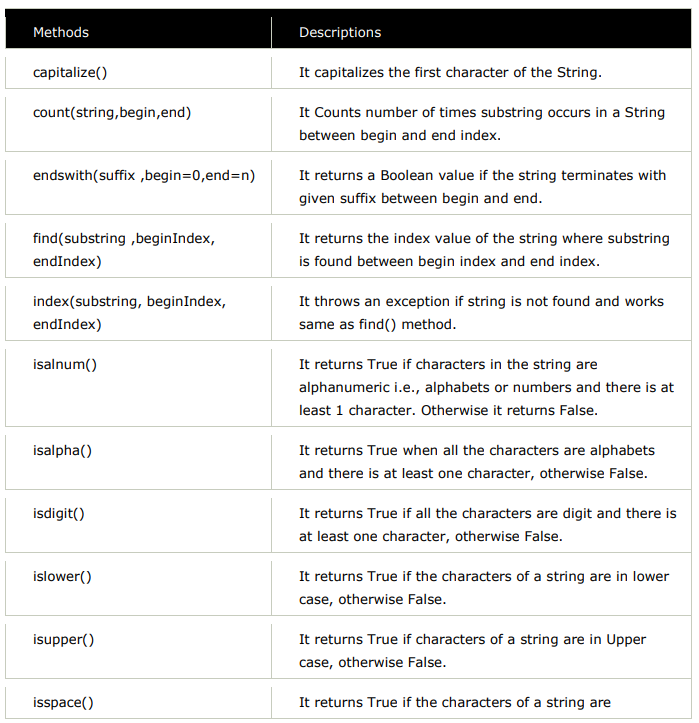 Methods Descriptions
capitalize() It capitalizes the first character of the String.
count(string,begin,end) It Counts number of times substring occurs in a String
between begin and end index.
endswith(suffix ,begin=0,end=n) It returns a Boolean value if the string terminates with
given suffix between begin and end.
find(substring ,beginIndex, It returns the index value of the string where substring
endIndex) is found between begin index and end index.
index(substring, beginIndex, It throws an exception if string is not found and works
endIndex) same as find() method.
isalnum() It returns True if characters in the string are
alphanumeric i.e., alphabets or numbers and there is at
least 1 character. Otherwise it returns False.
isalpha() It returns True when all the characters are alphabets
and there is at least one character, otherwise False.
isdigit() It returns True if all the characters are digit and there is
at least one character, otherwise False.
islower() It returns True if the characters of a string are in lower
case, otherwise False.
isupper() It returns True if characters of a string are in Upper
case, otherwise False.
isspace() It returns True if the characters of a string are